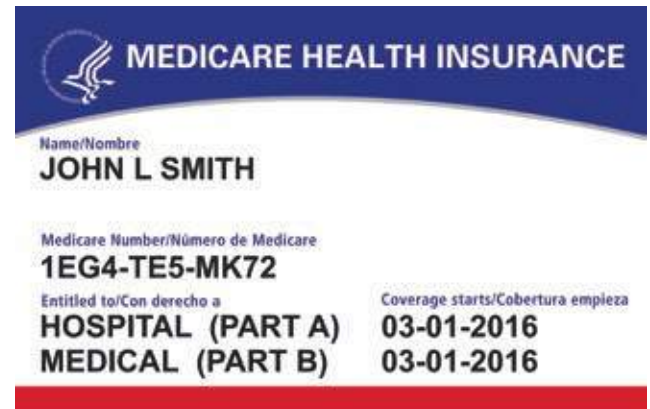 MEDICARE HEALTH INSURANCE
Name/Nombre
JOHN L SMITH
Medicare Number/Número de Medicare
1EG4-TE5-MK72
Entitled to/Con derecho a Coverage starts/Cobertura empieza
HOSPITAL (PART A) 03-01-2016
MEDICAL (PART B) 03-01-2016